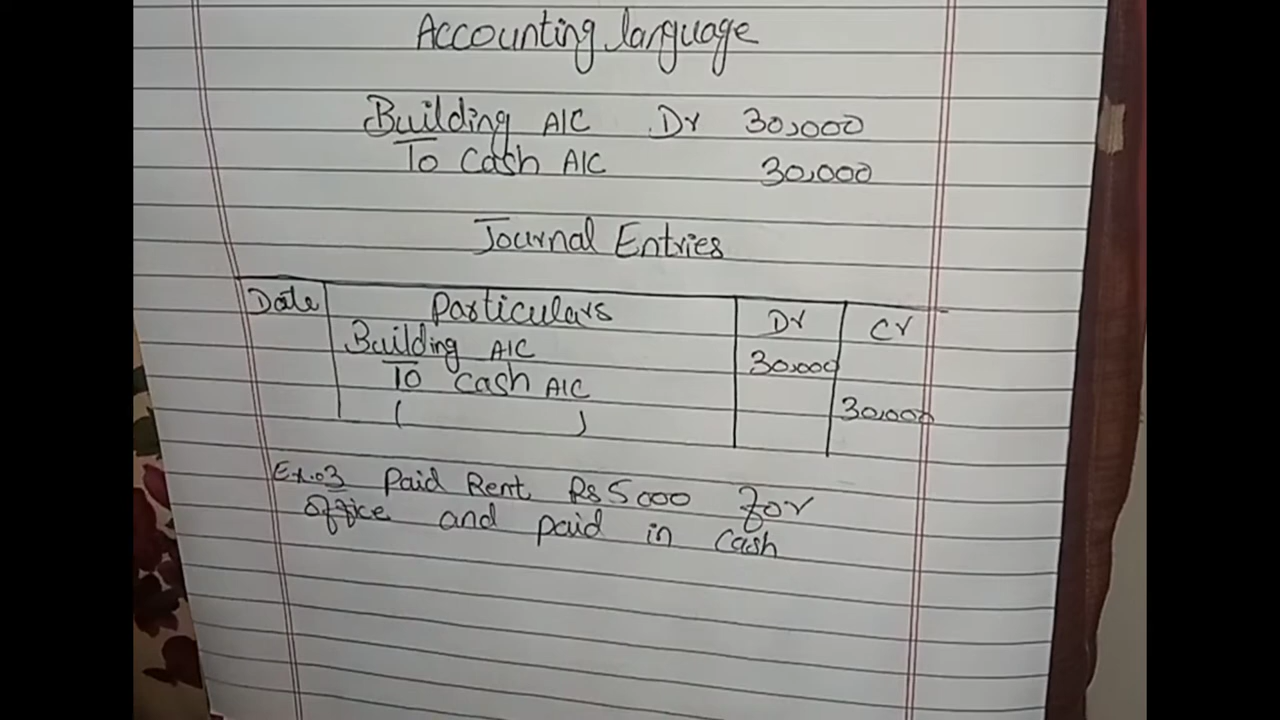 Accounting language
Building A/C Dr 30,000
To Cash A/C 30,000
Journal Entries
Date Particulars Dr Cr
Building A/C 30,000
To Cash A/C 30,000
( )
Ex.03 Paid Rent Rs 5000 for
office and paid in cash